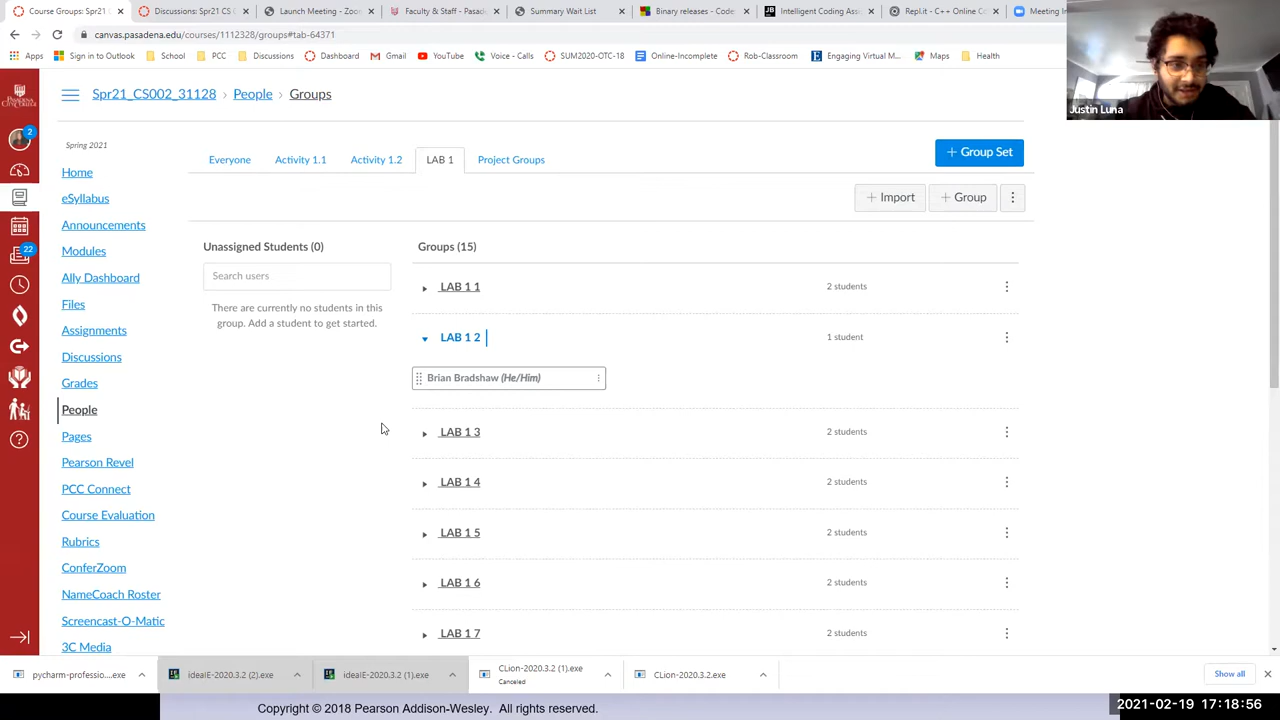 Course Groups: Spr21_CS
Discussions: Spr21 CS
Launch Meeting - Zoo
Faculty & Staff - Pasad
Summary Wait List
Binary releases - Code
Intelligent Coding Ass
Repl.it - C++ Online C
Meeting In
canvas.pasadena.edu/courses/1112328/groups#tab-64371
Apps Sign in to Outlook School PCC Discussions Dashboard Gmail YouTube Voice - Calls SUM2020-OTC-18 Online-Incomplete Rob-Classroom Engaging Virtual M... Maps Health
Justin Luna
PASADENA
CITY COLLEGE
Spr21_CS002_31128 › People › Groups
2
22
Spring 2021
Home
eSyllabus
Announcements
Modules
Ally Dashboard
Files
Assignments
Discussions
Grades
People
Pages
Pearson Revel
PCC Connect
Course Evaluation
Rubrics
ConferZoom
NameCoach Roster
Screencast-O-Matic
3C Media
Everyone Activity 1.1 Activity 1.2 LAB 1 Project Groups
+ Group Set
+ Import + Group
Unassigned Students (0)
Search users
There are currently no students in this
group. Add a student to get started.
Groups (15)
LAB 1 1 2 students
LAB 1 2 1 student
Brian Bradshaw (He/Him)
LAB 1 3 2 students
LAB 1 4 2 students
LAB 1 5 2 students
LAB 1 6 2 students
LAB 1 7 2 students
pycharm-professio....exe
ideaIE-2020.3.2 (2).exe
ideaIE-2020.3.2 (1).exe
CLion-2020.3.2 (1).exe
Canceled
CLion-2020.3.2.exe
Show all
Copyright © 2018 Pearson Addison-Wesley. All rights reserved.
2021-02-19 17:18:56